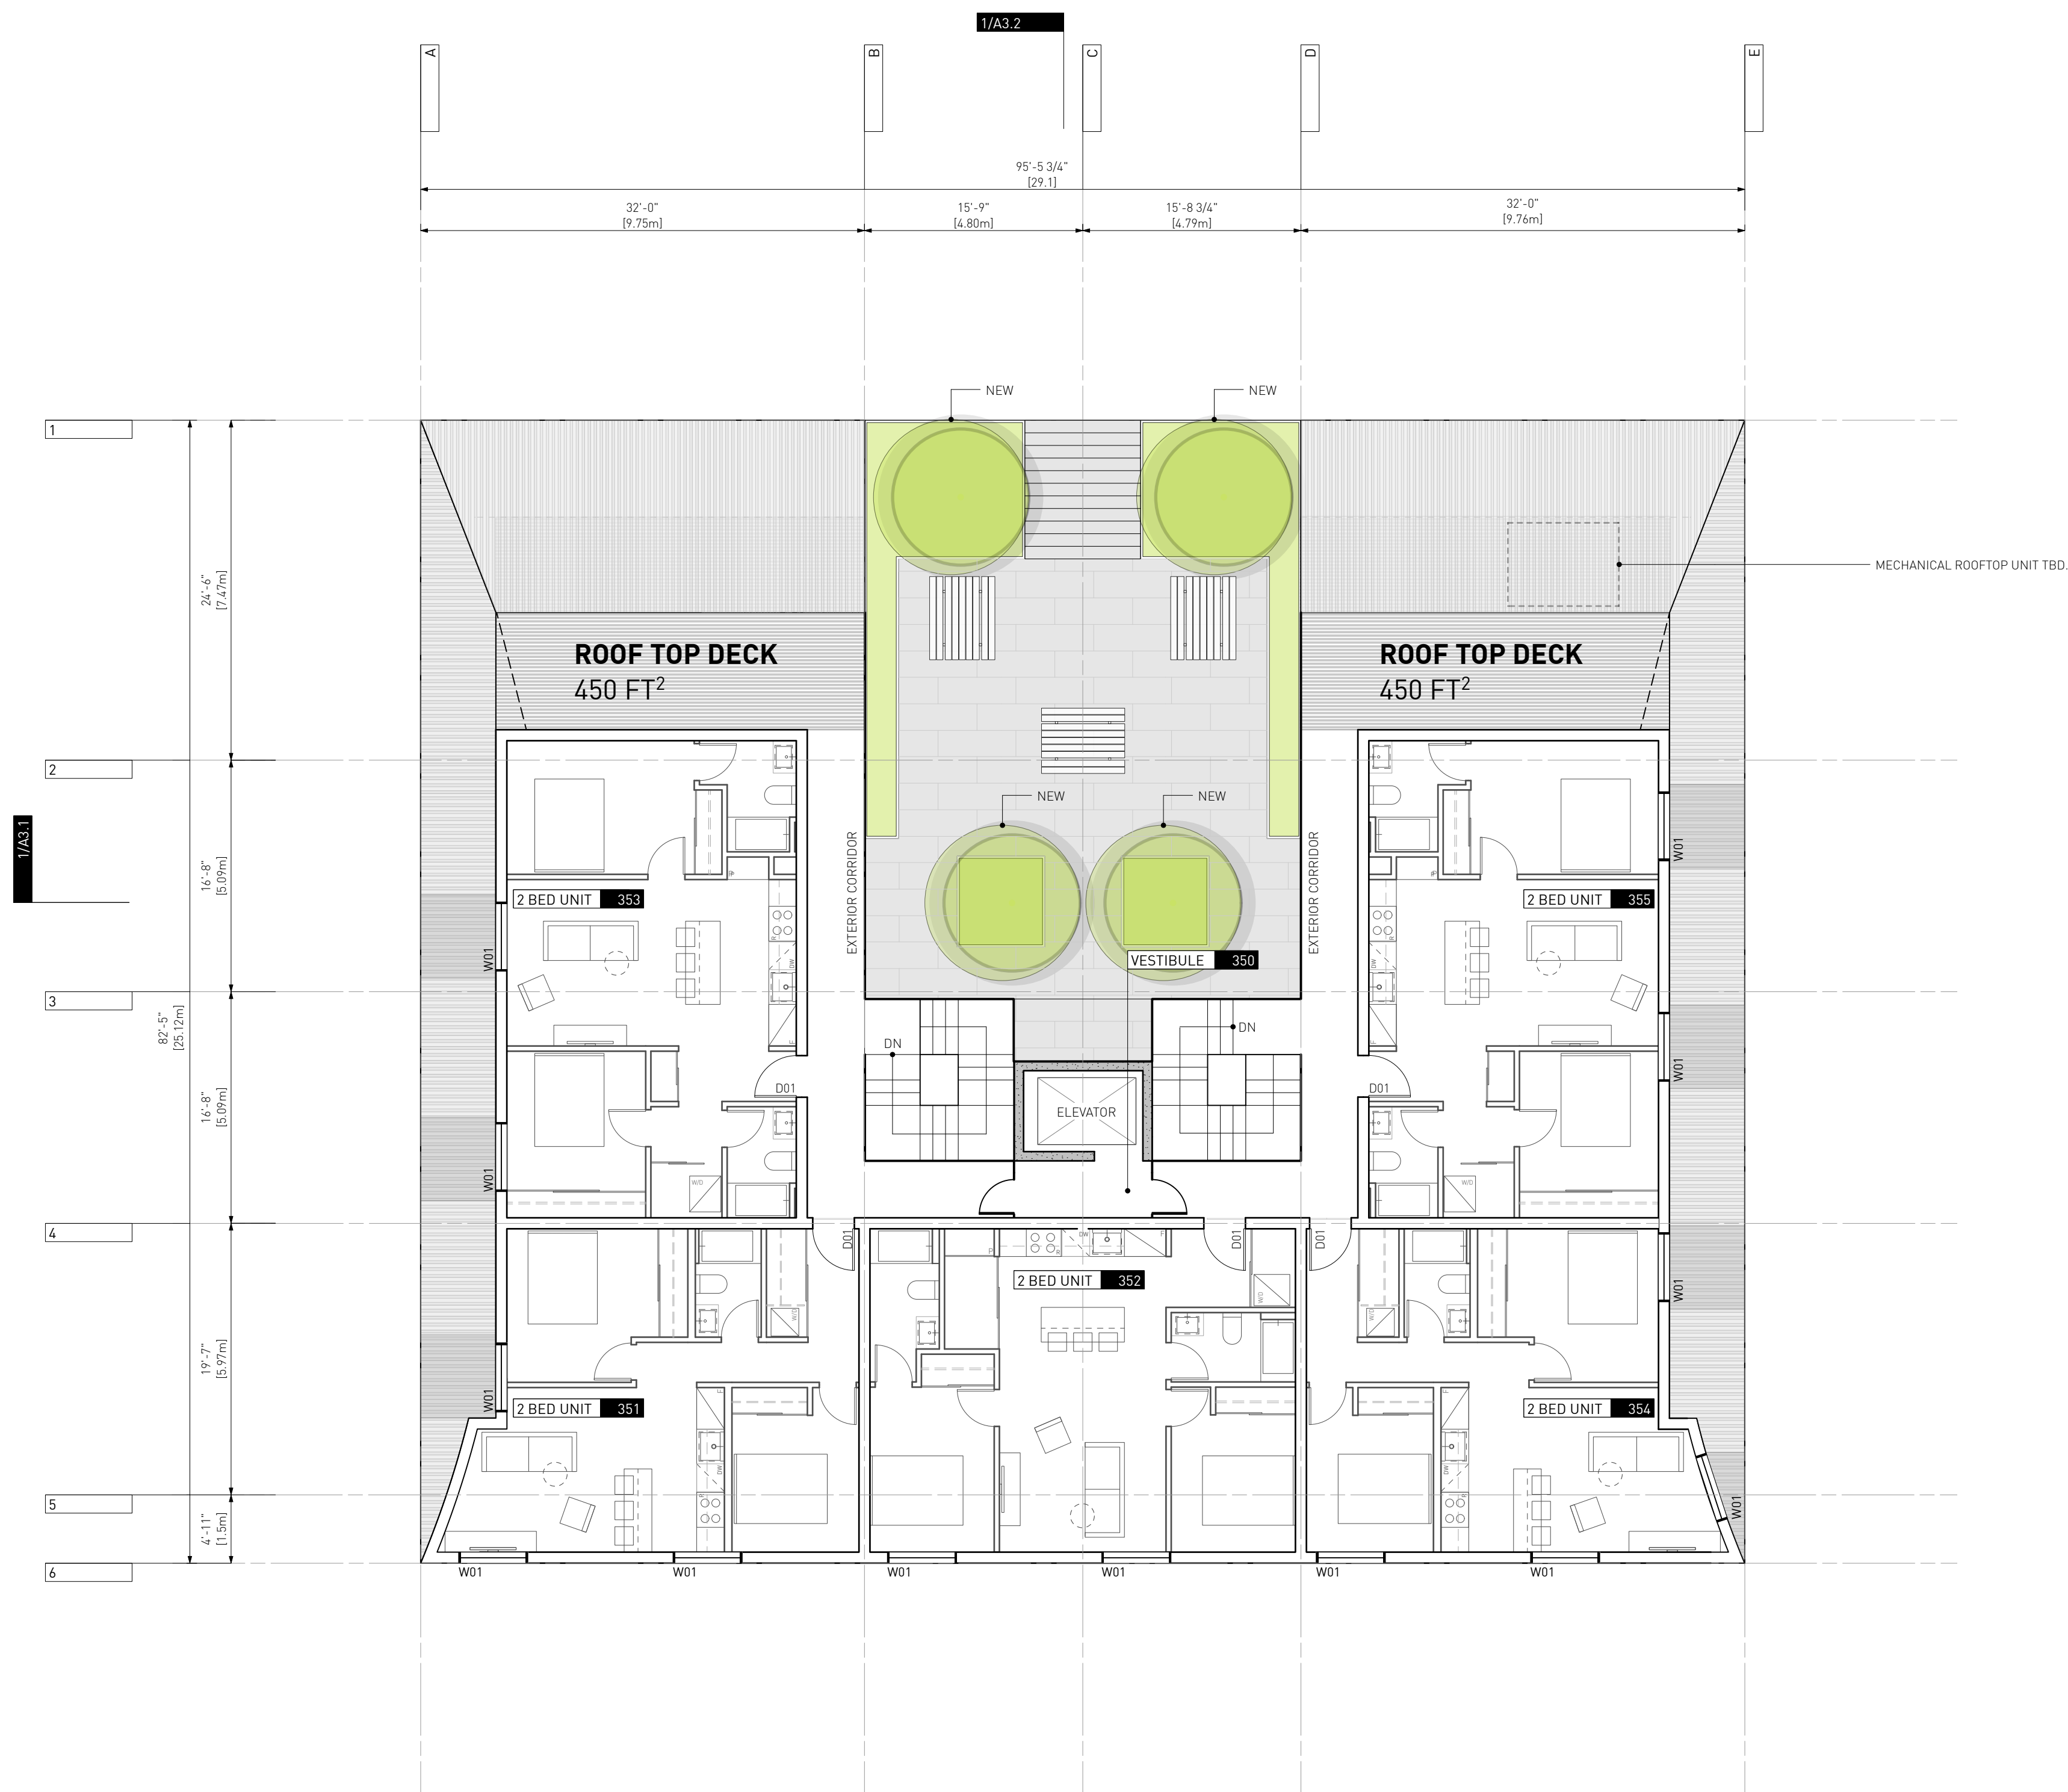 1/A3.2
A
B
C
D
E
95'-5 3/4"
[29.1]
32'-0"
[9.75m]
15'-9"
[4.80m]
15'-8 3/4"
[4.79m]
32'-0"
[9.76m]
NEW
NEW
1
24'-6"
[7.47m]
MECHANICAL ROOFTOP UNIT TBD.
ROOF TOP DECK
450 FT²
ROOF TOP DECK
450 FT²
2
NEW
NEW
1/A3.1
16'-8"
[5.09m]
EXTERIOR CORRIDOR
EXTERIOR CORRIDOR
W01
2 BED UNIT 353
2 BED UNIT 355
R
R
DW
DW
W01
VESTIBULE 350
3
82'-5"
[25.12m]
DN
DN
F
F
W01
16'-8"
[5.09m]
D01
D01
ELEVATOR
W01
W/D
W/D
4
D01
D01
D01
P
R
DW
F
2 BED UNIT 352
W01
W/D
W/D
W/D
19'-7"
[5.97m]
W01
F
F
2 BED UNIT 351
2 BED UNIT 354
DW
DW
R
R
5
W01
4'-11"
[1.5m]
6
W01
W01
W01
W01
W01
W01